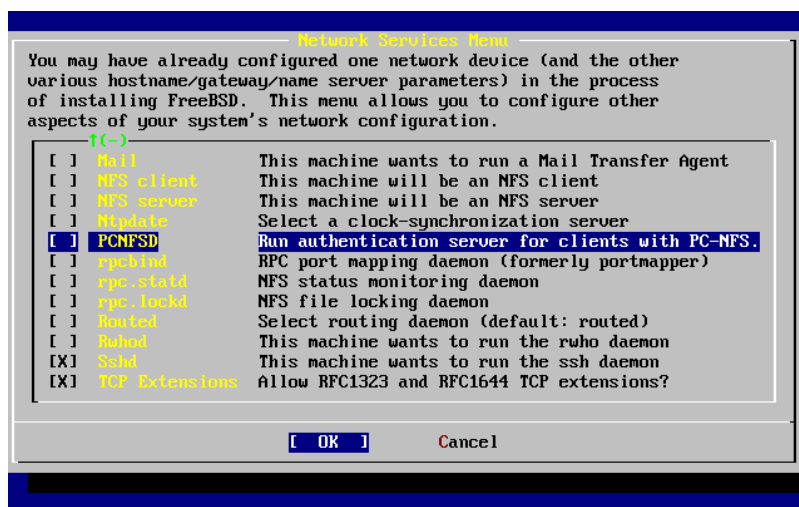 Network Services Menu
You may have already configured one network device (and the other
various hostname/gateway/name server parameters) in the process
of installing FreeBSD.  This menu allows you to configure other
aspects of your system's network configuration.
↑(-)
[ ] Mail This machine wants to run a Mail Transfer Agent
[ ] NFS client This machine will be an NFS client
[ ] NFS server This machine will be an NFS server
[ ] Ntpdate Select a clock-synchronization server
[ ] PCNFSD Run authentication server for clients with PC-NFS.
[ ] rpcbind RPC port mapping daemon (formerly portmapper)
[ ] rpc.statd NFS status monitoring daemon
[ ] rpc.lockd NFS file locking daemon
[ ] Routed Select routing daemon (default: routed)
[ ] Rwhod This machine wants to run the rwho daemon
[X] Sshd This machine wants to run the ssh daemon
[X] TCP Extensions Allow RFC1323 and RFC1644 TCP extensions?
[ OK ] Cancel